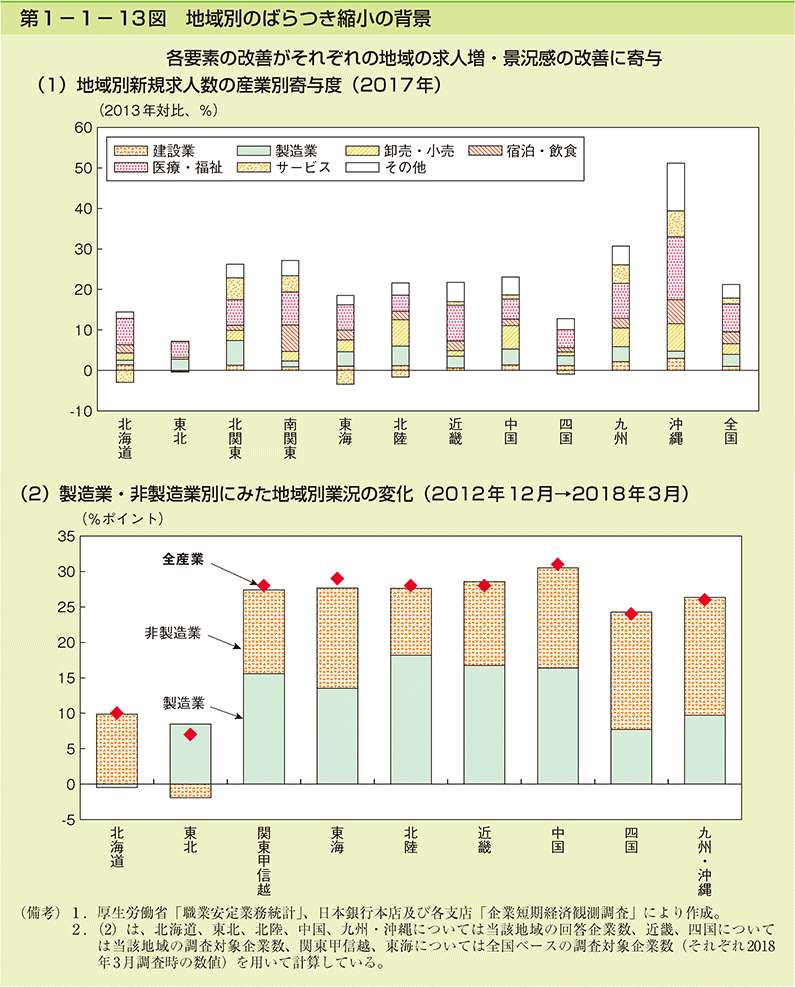 第1-1-13図　地域別のばらつき縮小の背景
各要素の改善がそれぞれの地域の求人増・景況感の改善に寄与
（1）地域別新規求人数の産業別寄与度（2017年）
（2013年対比、％）
60
50
40
30
20
10
0
-10
建設業　製造業　卸売・小売　宿泊・飲食
医療・福祉　サービス　その他
北海道　東北　北関東　南関東　東海　北陸　近畿　中国　四国　九州　沖縄　全国
（2）製造業・非製造業別にみた地域別業況の変化（2012年12月→2018年3月）
（％ポイント）
35
30
25
20
15
10
5
0
-5
全産業
非製造業
製造業
北海道　東北　関東甲信越　東海　北陸　近畿　中国　四国　九州・沖縄
（備考）1．厚生労働省「職業安定業務統計」、日本銀行本店及び各支店「企業短期経済観測調査」により作成。
2．（2）は、北海道、東北、北陸、中国、九州・沖縄については当該地域の回答企業数、近畿、四国について
は当該地域の調査対象企業数、関東甲信越、東海については全国ベースの調査対象企業数（それぞれ2018
年3月調査時の数値）を用いて計算している。